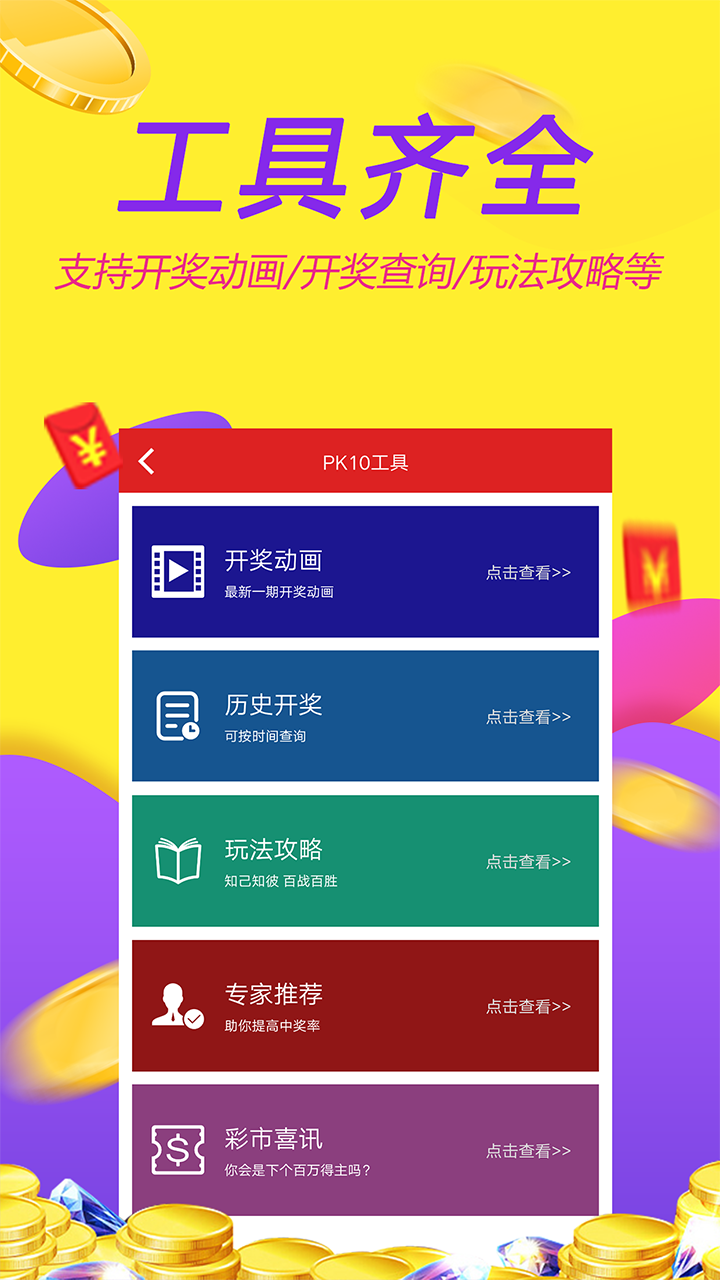 工具齐全
支持开奖动画/开奖查询/玩法攻略等
¥
PK10工具
¥
开奖动画
最新一期开奖动画
点击查看>>
历史开奖
可按时间查询
点击查看>>
玩法攻略
知己知彼 百战百胜
点击查看>>
专家推荐
助你提高中奖率
点击查看>>
$
彩市喜讯
你会是下个百万得主吗?
点击查看>>